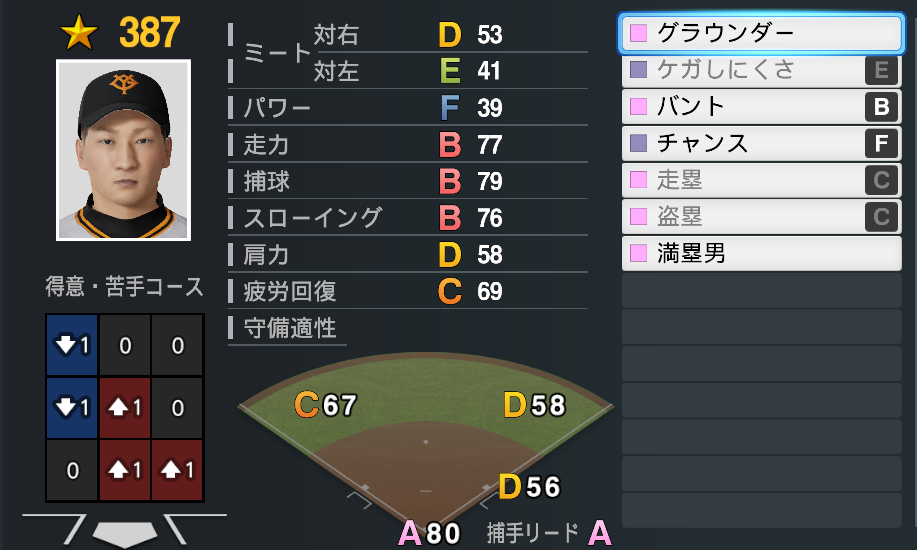 387
YG
得意・苦手コース
1 0 0
1 1 0
0 1 1
ミート 対右 D 53
対左 E 41
パワー F 39
走力 B 77
捕球 B 79
スローイング B 76
肩力 D 58
疲労回復 C 69
守備適性
C67 D58
D56
A80 捕手リード A
グラウンダー
ケガしにくさ E
バント B
チャンス F
走塁 C
盗塁 C
満塁男